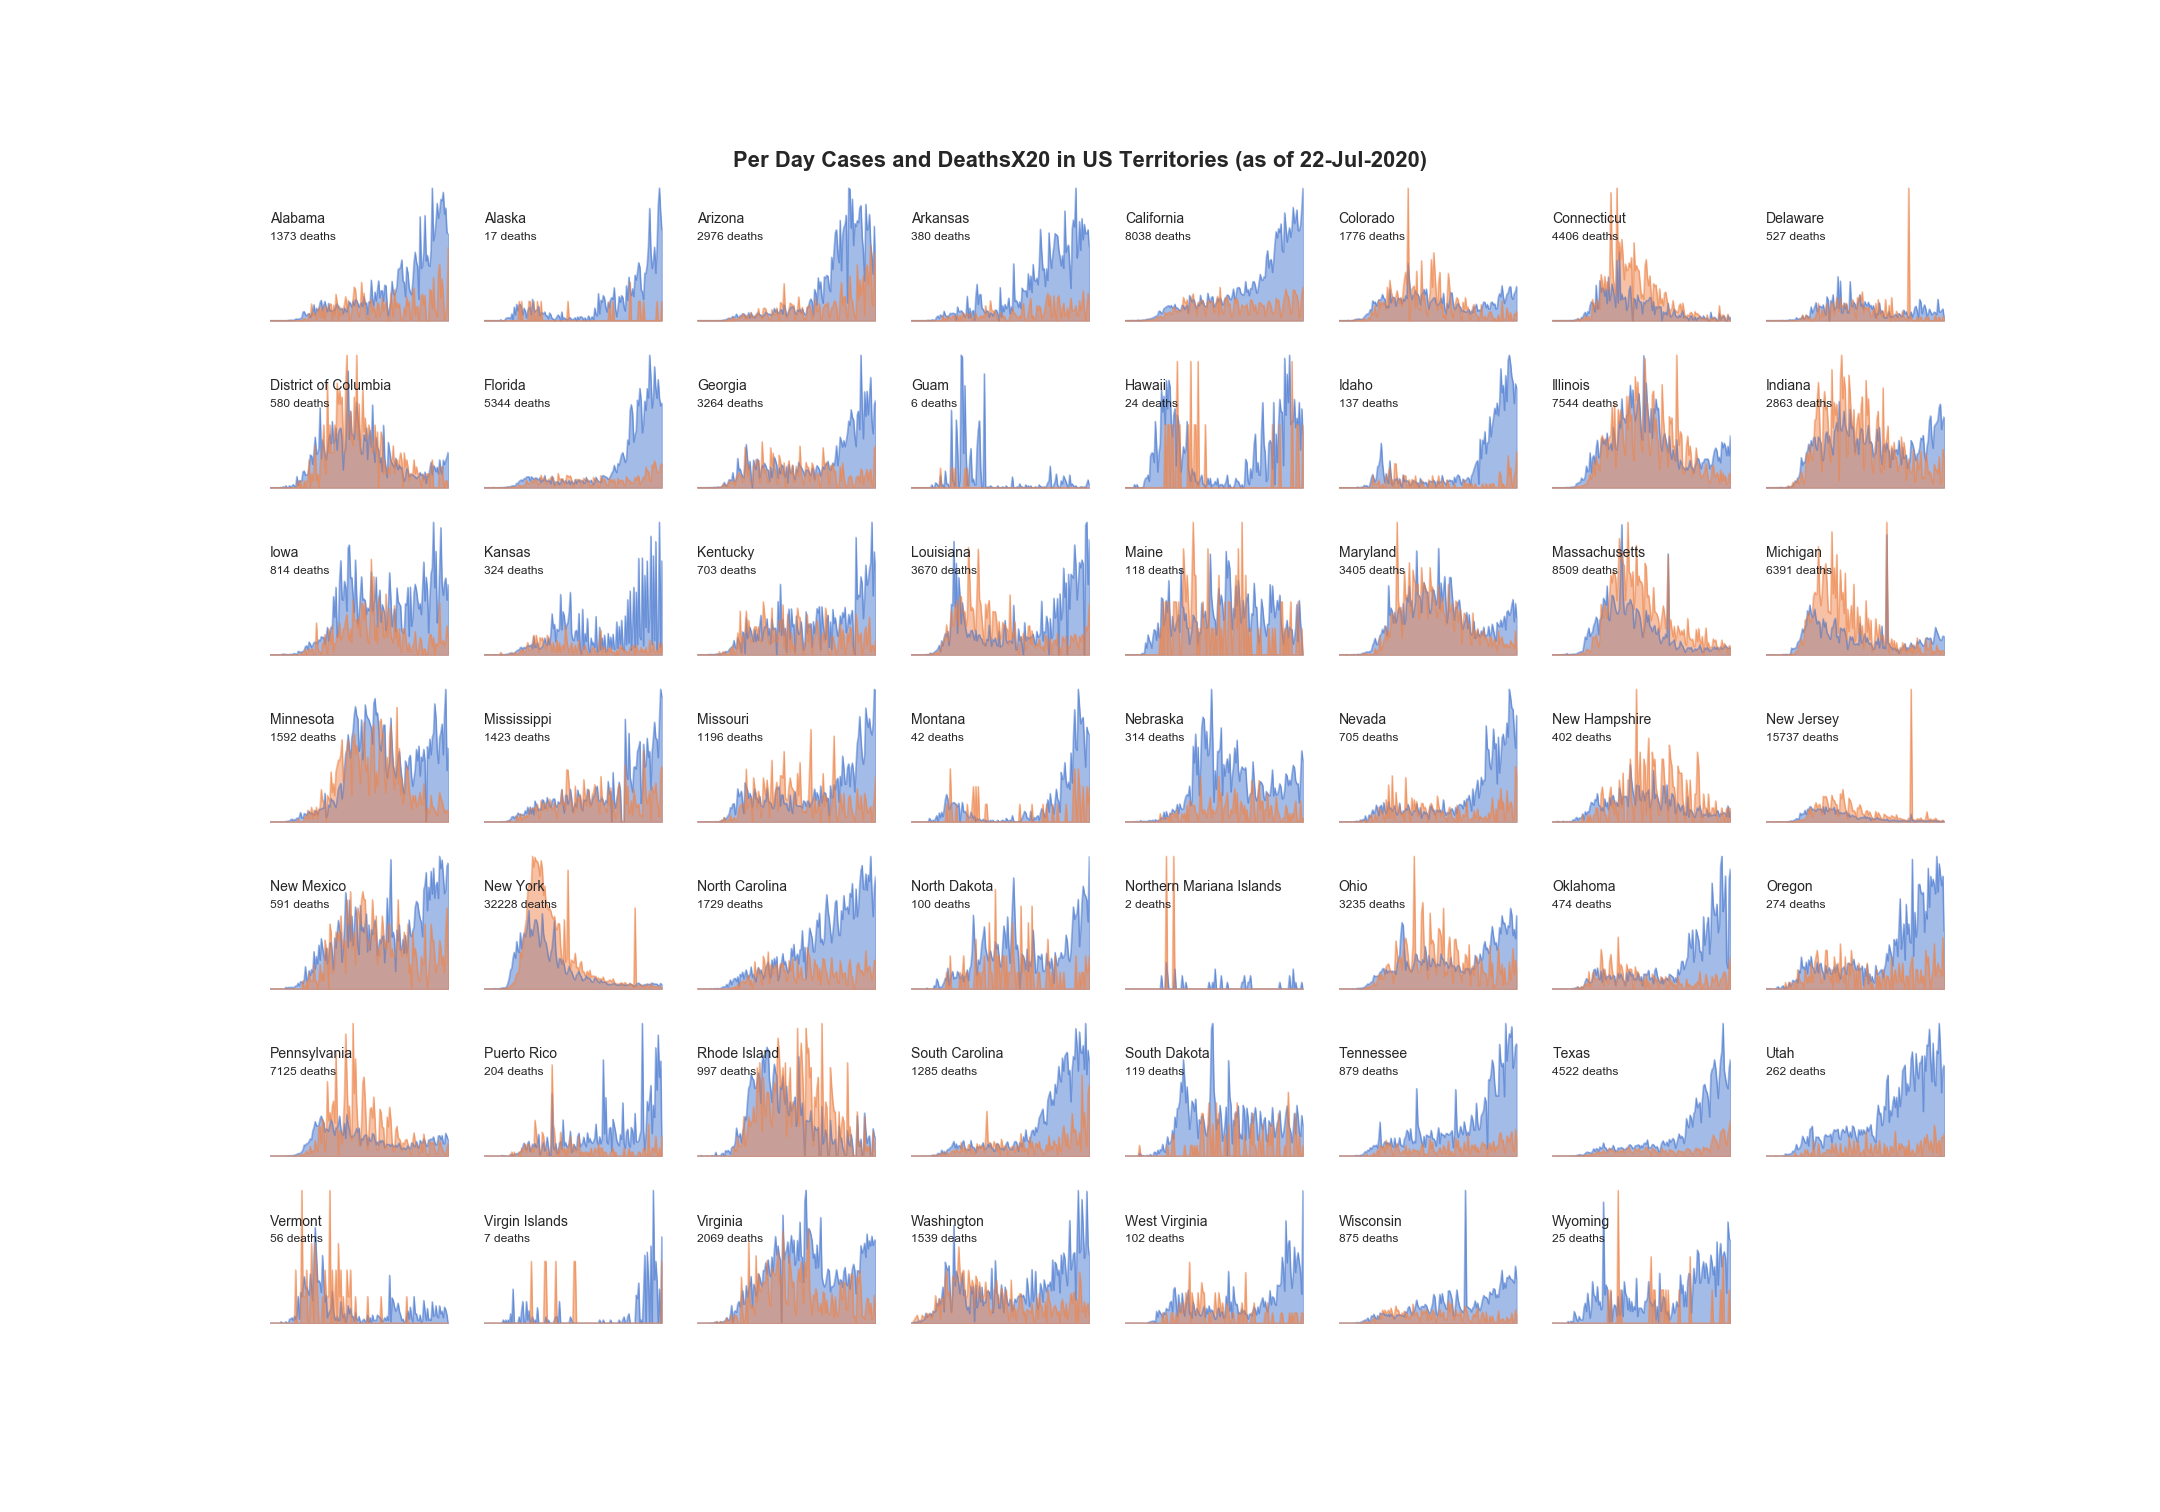 Per Day Cases and DeathsX20 in US Territories (as of 22-Jul-2020)
Alabama
1373 deaths
Alaska
17 deaths
Arizona
2976 deaths
Arkansas
380 deaths
California
8038 deaths
Colorado
1776 deaths
Connecticut
4406 deaths
Delaware
527 deaths
District of Columbia
580 deaths
Florida
5344 deaths
Georgia
3264 deaths
Guam
6 deaths
Hawaii
24 deaths
Idaho
137 deaths
Illinois
7544 deaths
Indiana
2863 deaths
Iowa
814 deaths
Kansas
324 deaths
Kentucky
703 deaths
Louisiana
3670 deaths
Maine
118 deaths
Maryland
3405 deaths
Massachusetts
8509 deaths
Michigan
6391 deaths
Minnesota
1592 deaths
Mississippi
1423 deaths
Missouri
1196 deaths
Montana
42 deaths
Nebraska
314 deaths
Nevada
705 deaths
New Hampshire
402 deaths
New Jersey
15737 deaths
New Mexico
591 deaths
New York
32228 deaths
North Carolina
1729 deaths
North Dakota
100 deaths
Northern Mariana Islands
2 deaths
Ohio
3235 deaths
Oklahoma
474 deaths
Oregon
274 deaths
Pennsylvania
7125 deaths
Puerto Rico
204 deaths
Rhode Island
997 deaths
South Carolina
1285 deaths
South Dakota
119 deaths
Tennessee
879 deaths
Texas
4522 deaths
Utah
262 deaths
Vermont
56 deaths
Virgin Islands
7 deaths
Virginia
2069 deaths
Washington
1539 deaths
West Virginia
102 deaths
Wisconsin
875 deaths
Wyoming
25 deaths